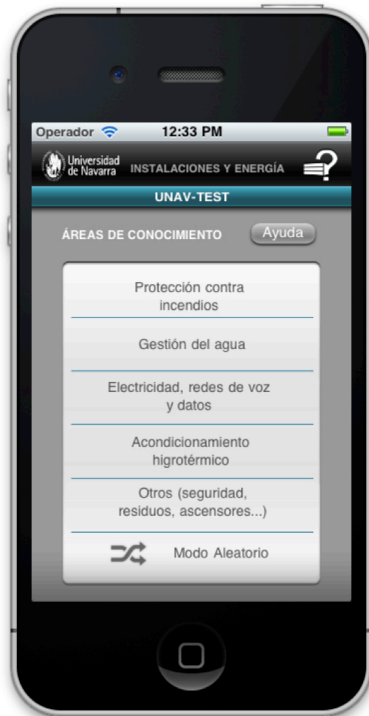 Operador 12:33 PM
Universidad
de Navarra INSTALACIONES Y ENERGÍA
UNAV-TEST
ÁREAS DE CONOCIMIENTO Ayuda
Protección contra
incendios
Gestión del agua
Electricidad, redes de voz
y datos
Acondicionamiento
higrotérmico
Otros (seguridad,
residuos, ascensores...)
Modo Aleatorio